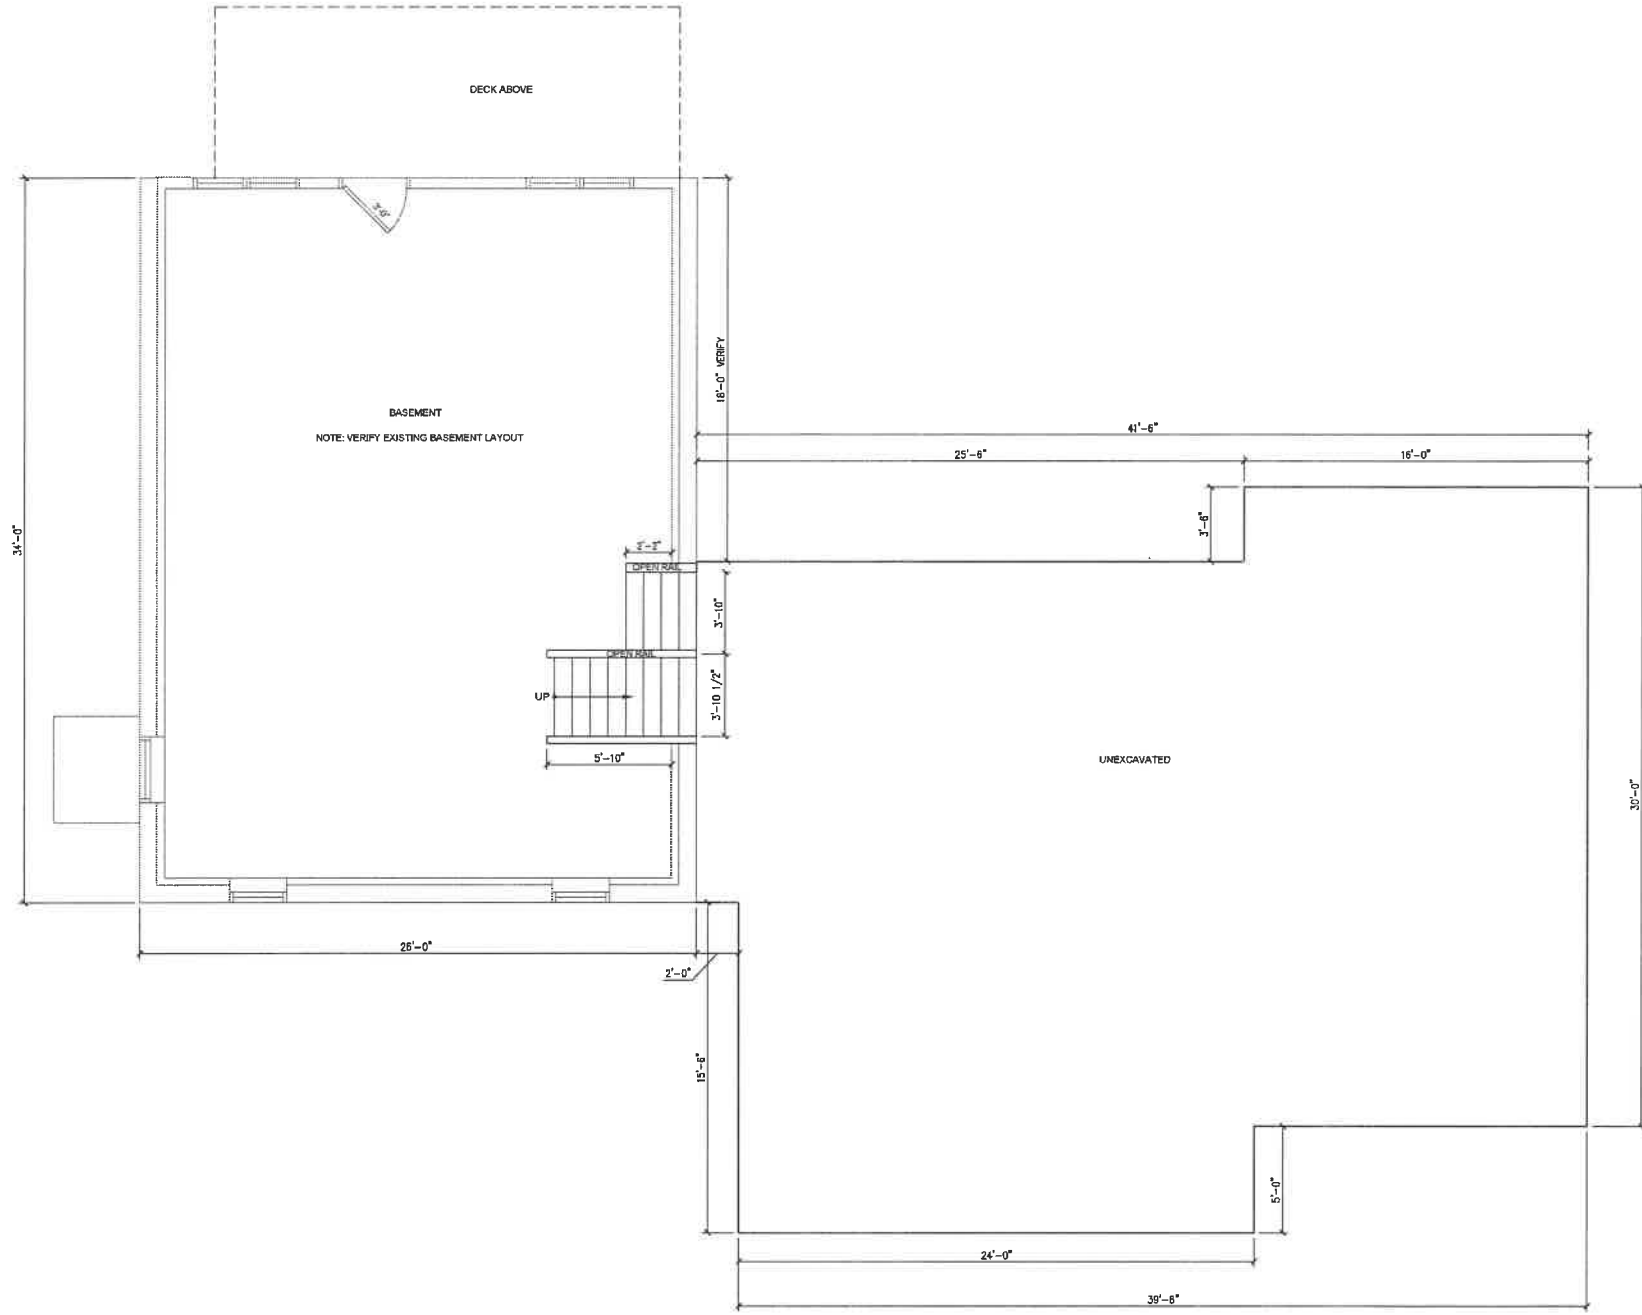 DECK ABOVE
3'-0"
18'-0" VERIFY
BASEMENT
NOTE: VERIFY EXISTING BASEMENT LAYOUT
41'-6"
25'-6"
16'-0"
3'-6"
34'-0"
2'-2"
OPEN RAIL
3'-10"
OPEN RAIL
UP
3'-10 1/2"
5'-10"
UNEXCAVATED
30'-0"
26'-0"
2'-0"
15'-6"
5'-0"
24'-0"
39'-6"